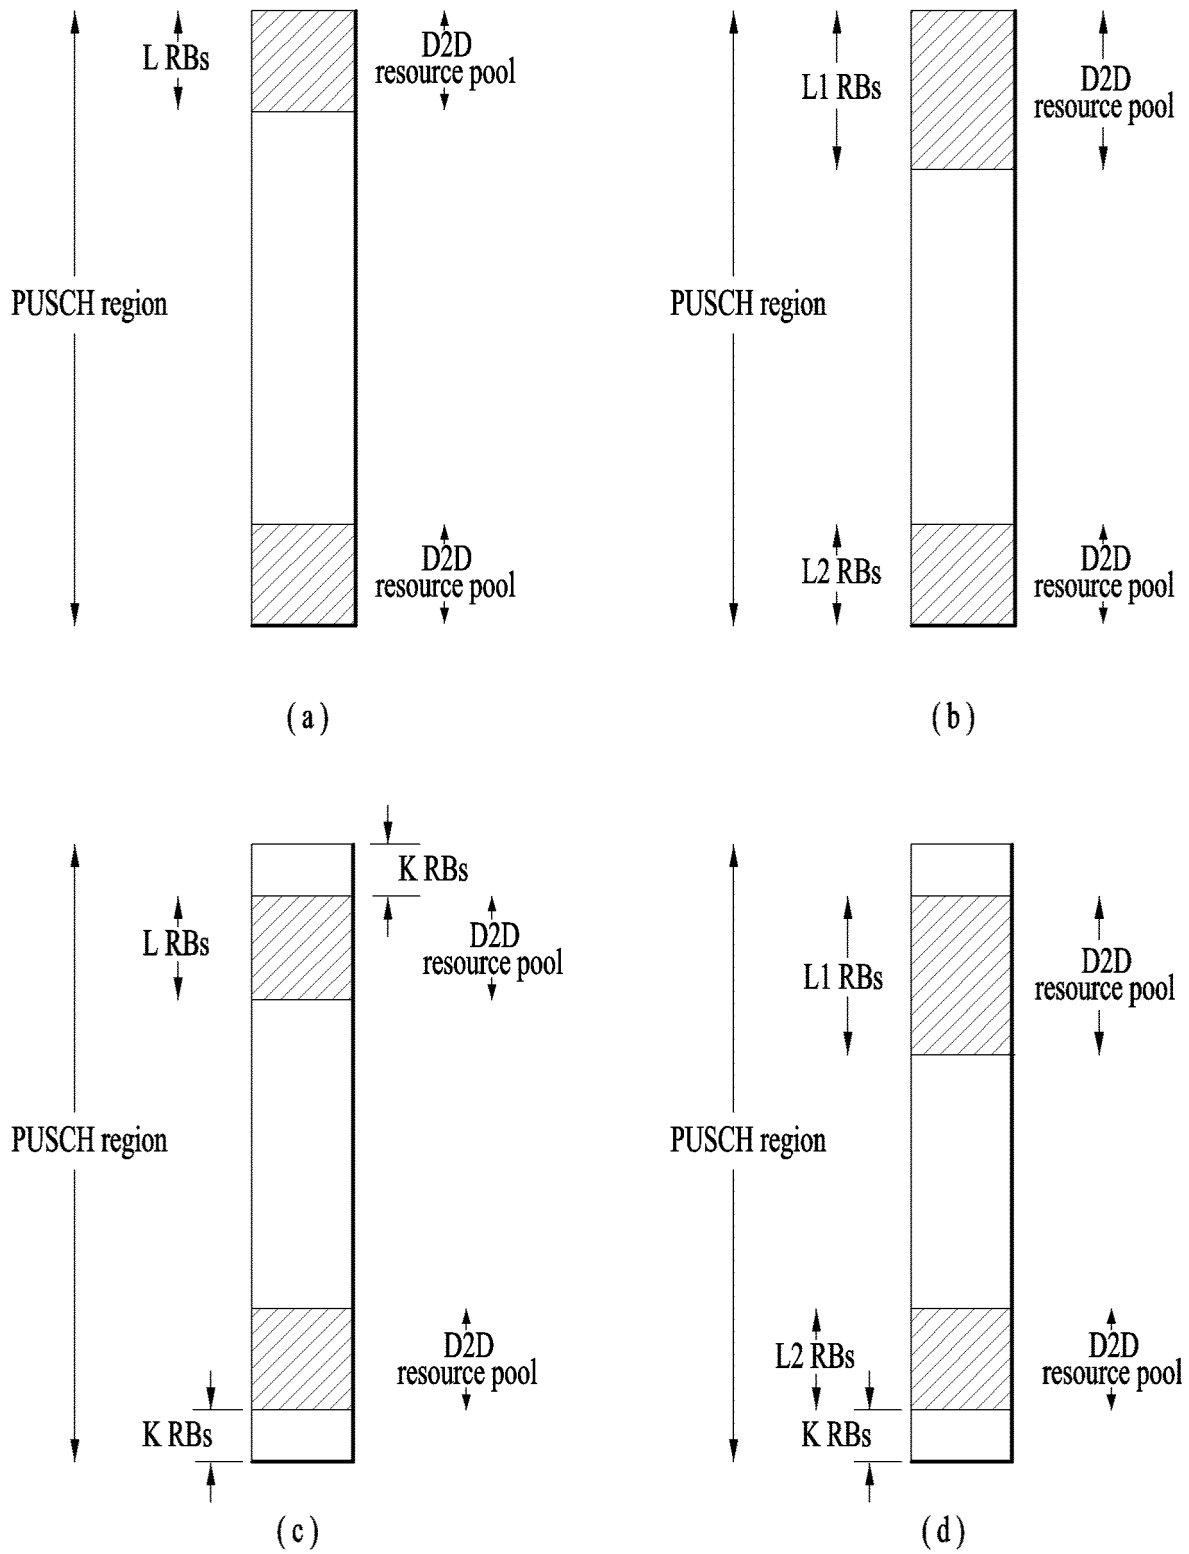 L RBs
D2D
resource pool
PUSCH region
D2D
resource pool
(a)
L1 RBs
D2D
resource pool
PUSCH region
L2 RBs
D2D
resource pool
(b)
K RBs
L RBs
D2D
resource pool
PUSCH region
D2D
resource pool
K RBs
(c)
L1 RBs
D2D
resource pool
PUSCH region
L2 RBs
D2D
resource pool
K RBs
(d)